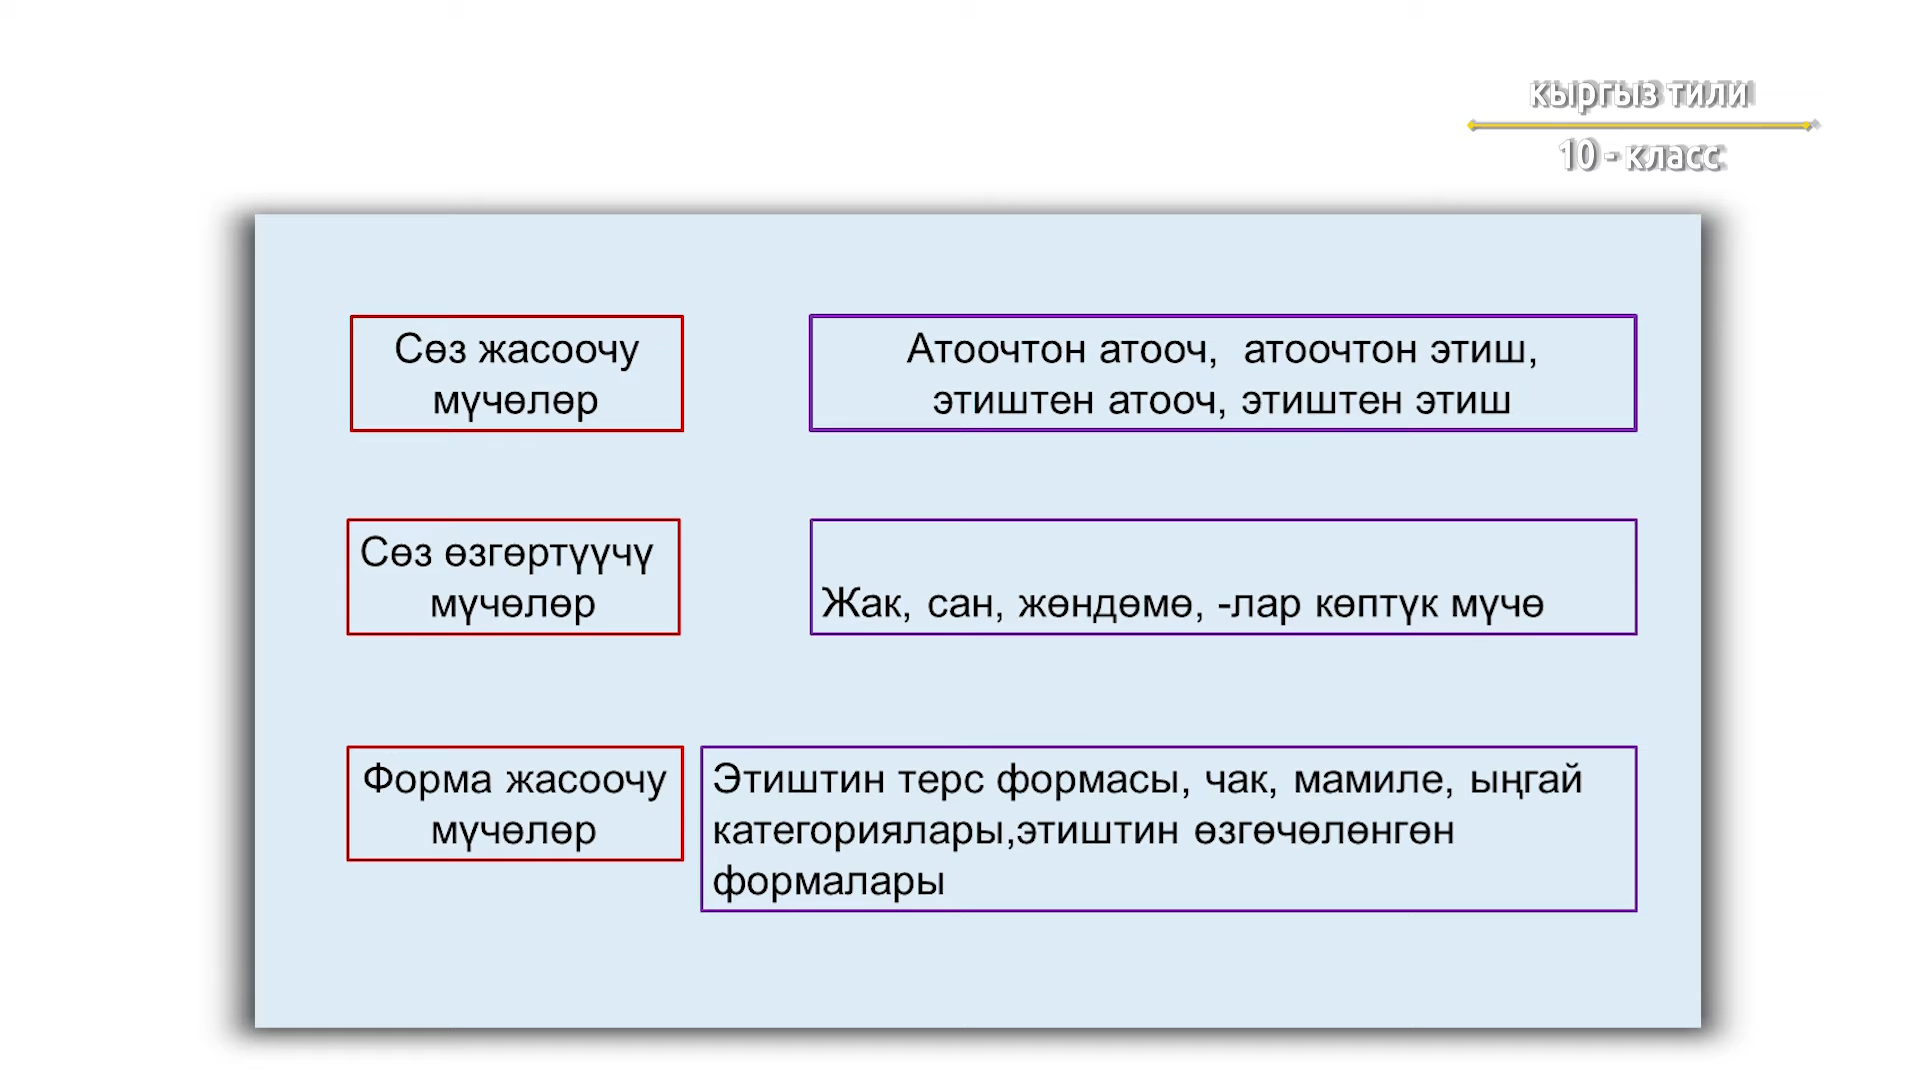 кыргыз тили
10 - класс
Сөз жасоочу
мүчөлөр
Атоочтон атооч,  атоочтон этиш,
этиштен атооч, этиштен этиш
Сөз өзгөртүүчү
мүчөлөр
Жак, сан, жөндөмө, -лар көптүк мүчө
Форма жасоочу
мүчөлөр
Этиштин терс формасы, чак, мамиле, ыңгай
категориялары,этиштин өзгөчөлөнгөн
формалары